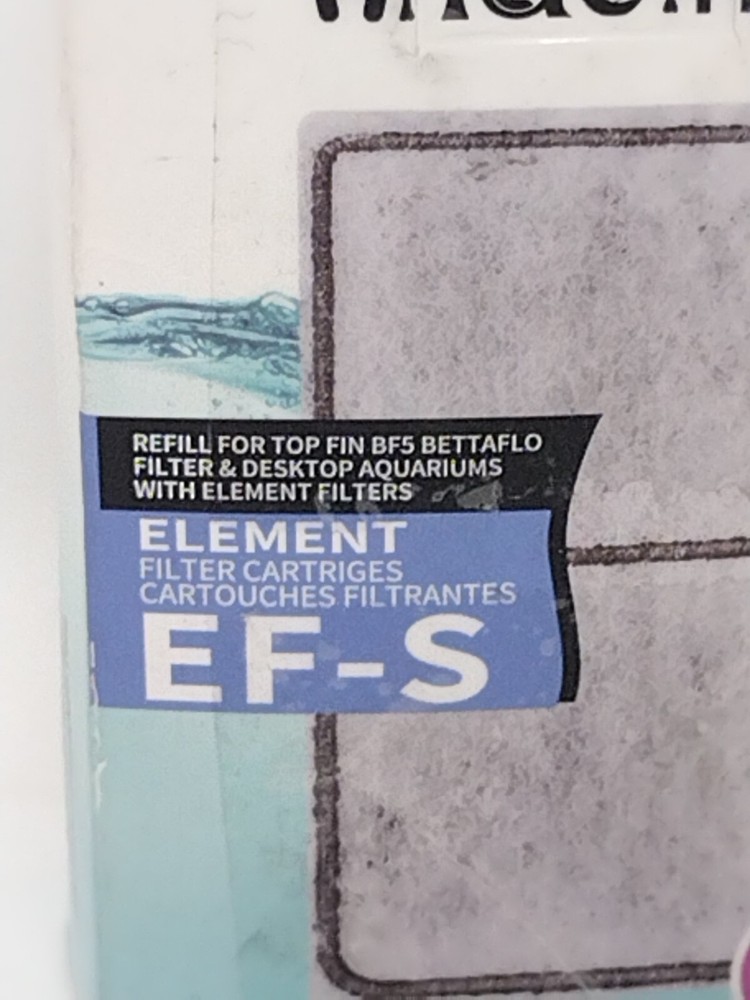 REFILL FOR TOP FIN BF5 BETTAFLO
FILTER & DESKTOP AQUARIUMS
WITH ELEMENT FILTERS
ELEMENT
FILTER CARTRIGES
CARTOUCHES FILTRANTES
EF-S